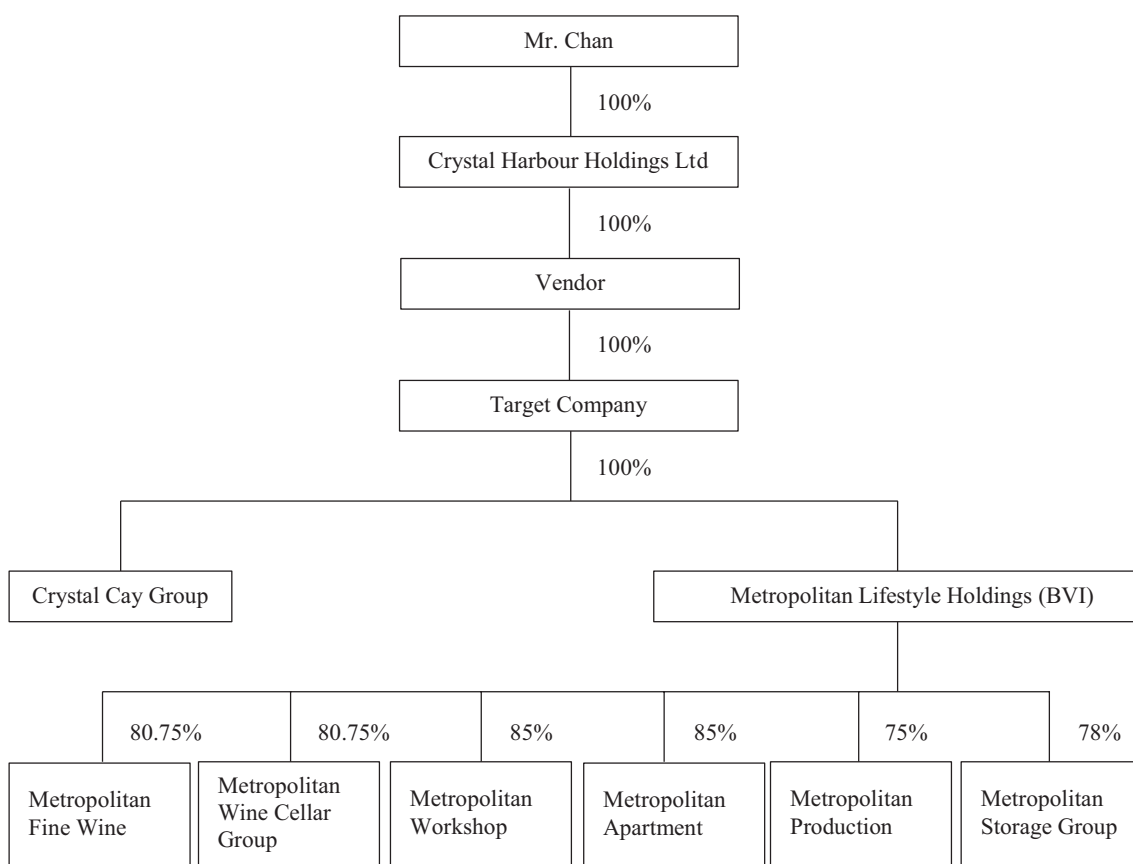 Mr. Chan
100%
Crystal Harbour Holdings Ltd
100%
Vendor
100%
Target Company
100%
Crystal Cay Group
Metropolitan Lifestyle Holdings (BVI)
80.75%
80.75%
85%
85%
75%
78%
Metropolitan
Fine Wine
Metropolitan
Wine Cellar
Group
Metropolitan
Workshop
Metropolitan
Apartment
Metropolitan
Production
Metropolitan
Storage Group